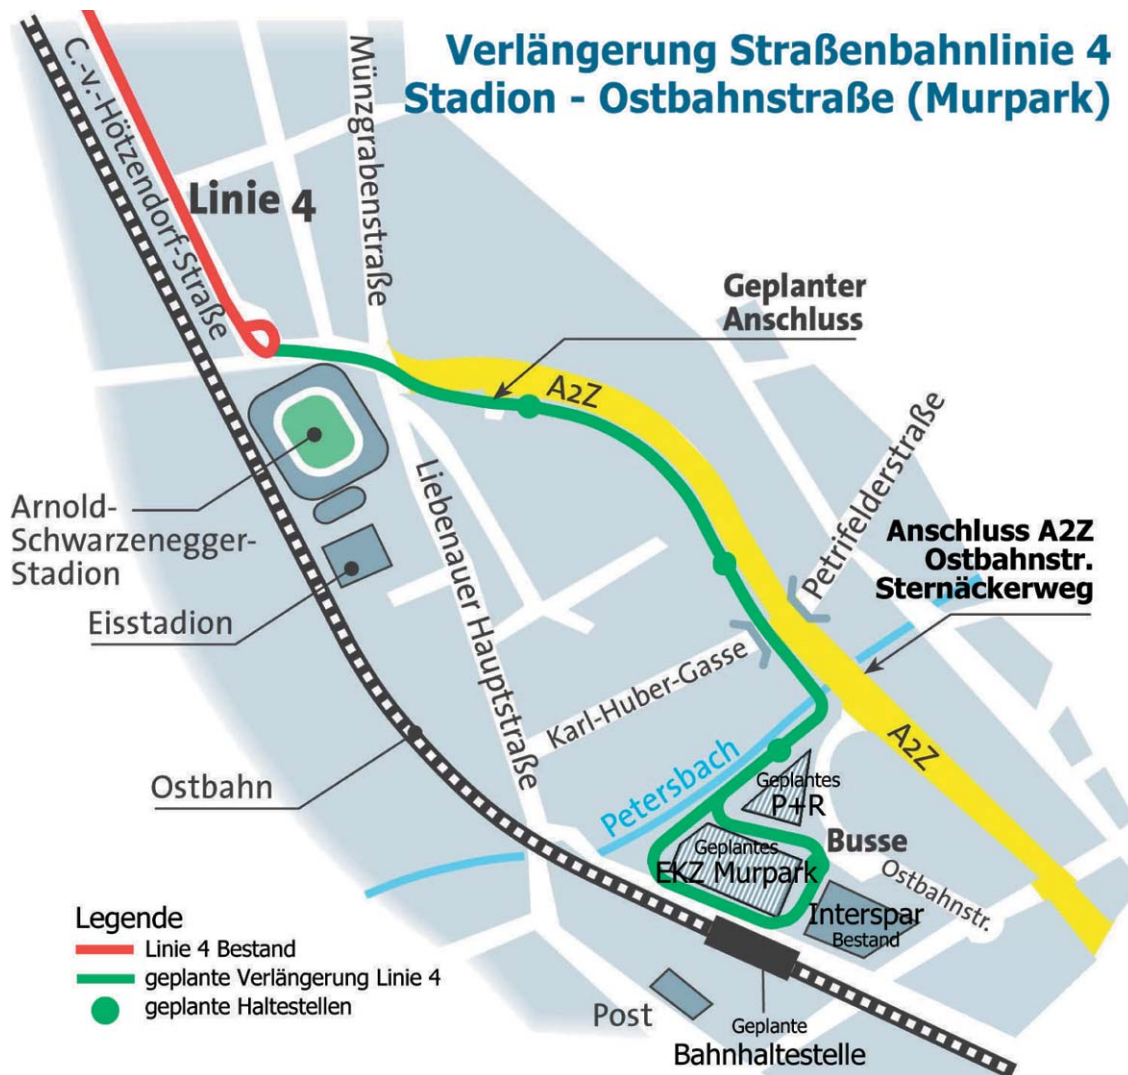 Verlängerung Straßenbahnlinie 4
Stadion - Ostbahnstraße (Murpark)
C.-v.-Hötzendorf-Straße
Münzgrabenstraße
Linie 4
Geplanter
Anschluss
A2Z
Petrifelderstraße
Arnold-
Schwarzenegger-
Stadion
Liebenauer Hauptstraße
Anschluss A2Z
Ostbahnstr.
Sternäckerweg
Eisstadion
Karl-Huber-Gasse
A2Z
Ostbahn
Petersbach
Geplantes
P+R
Busse
Geplantes
EKZ Murpark
Ostbahnstr.
Interspar
Bestand
Legende
Linie 4 Bestand
geplante Verlängerung Linie 4
geplante Haltestellen
Post
Geplante
Bahnhaltestelle